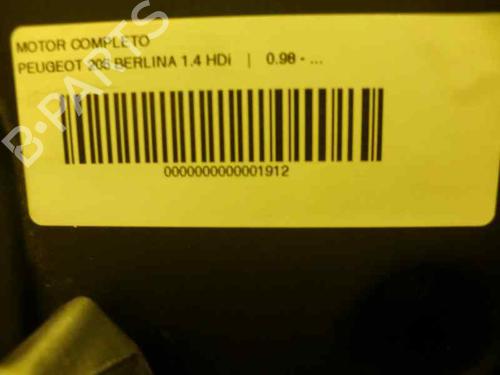 MOTOR COMPLETO
PEUGEOT 206 BERLINA 1.4 HDi | 0.98 - ...
0000000000001912
B-PARTS